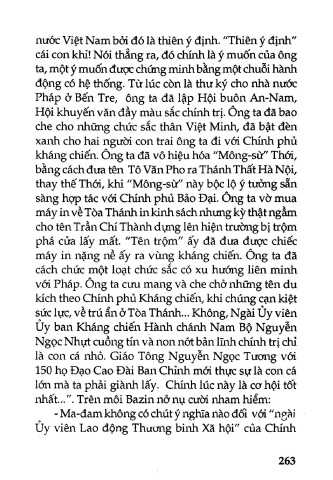 nước Việt Nam bởi đó là thiên ý định. “Thiên ý định”
cái con khỉ! Nói thẳng ra, đó chính là ý muốn của ông
ta, một ý muốn được chứng minh bằng một chuỗi hành
động có hệ thống. Từ lúc còn là thư ký cho nhà nước
Pháp ở Bến Tre, ông ta đã lập Hội buôn An-Nam,
Hội khuyến văn đầy màu sắc chính trị. Ông ta đã bao
che cho những chức sắc thân Việt Minh, đã bật đèn
xanh cho hai người con trai ông ta đi với Chính phủ
kháng chiến. Ông ta đã vô hiệu hóa “Mông-sử” Thới,
bằng cách đưa tên Tô Văn Pho ra Thánh Thất Hà Nội,
thay thế Thới, khi “Mông-sử” này bộc lộ ý tưởng sẵn
sàng hợp tác với Chính phủ Bảo Đại. Ông ta vờ mua
máy in về Tòa Thánh in kinh sách nhưng kỳ thật ngầm
cho tên Trần Chí Thành dựng lên hiện trường bị trộm
phá cửa lấy mất. “Tên trộm” ấy đã đưa được chiếc
máy in nặng nề ấy ra vùng kháng chiến. Ông ta đã
cách chức một loạt chức sắc có xu hướng liên minh
với Pháp. Ông ta cưu mang và che chở những tên du
kích theo Chính phủ Kháng chiến, khi chúng cạn kiệt
sức lực, về trú ẩn ở Tòa Thánh... Không, Ngài Ủy viên
Ủy ban Kháng chiến Hành chánh Nam Bộ Nguyễn
Ngọc Nhựt cuồng tín và non nớt bản lĩnh chính trị chỉ
là con cá nhỏ. Giáo Tông Nguyễn Ngọc Tương với
150 họ Đạo Cao Đài Ban Chỉnh mới thực sự là con cá
lớn mà ta phải giành lấy. Chính lúc này là cơ hội tốt
nhất...”. Trên môi Bazin nở nụ cười nham hiểm:
- Ma-đam không có chút ý nghĩa nào đối với “ngài
Ủy viên Lao động Thương binh Xã hội” của Chính
263